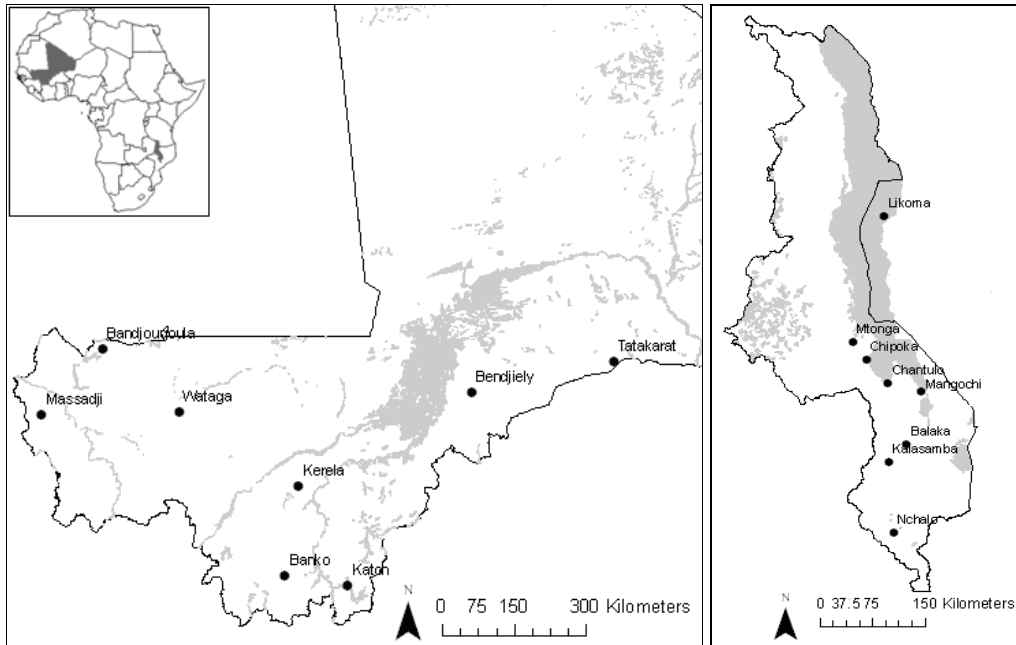 Bandjougoula
Massadji
Wataga
Tatakarat
Bendjiely
Kerela
Banko
Katon
N
0 75 150 300 Kilometers
Likoma
Mtonga
Chipoka
Chantulo
Mangochi
Balaka
Kalasamba
Nchalo
N
0 37.5 75 150 Kilometers